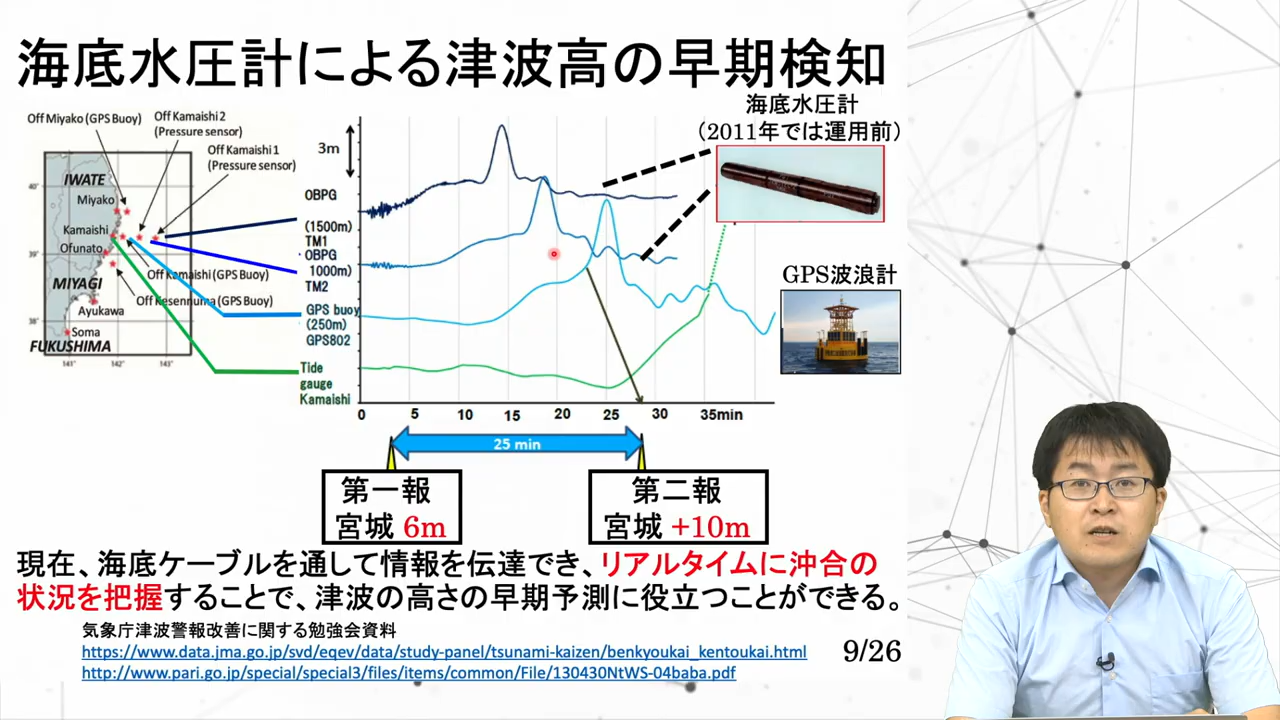 海底水圧計による津波高の早期検知
海底水圧計
（2011年では運用前）
Off Miyako (GPS Buoy)
Off Kamaishi 2
(Pressure sensor)
Off Kamaishi 1
(Pressure sensor)
IWATE
Miyako
Kamaishi
Ofunato
Off Kamaishi (GPS Buoy)
MIYAGI
Off Kesennuma (GPS Buoy)
Ayukawa
Soma
FUKUSHIMA
40°
39°
38°
141°
142°
143°
3m
OBPG
(1500m)
TM1
OBPG
1000m)
TM2
GPS buoy
(250m)
GPS802
Tide
gauge
Kamaishi
0 5 10 15 20 25 30 35min
GPS波浪計
25 min
第一報
宮城 6m
第二報
宮城 +10m
現在、海底ケーブルを通して情報を伝達でき、リアルタイムに沖合の
状況を把握することで、津波の高さの早期予測に役立つことができる。
気象庁津波警報改善に関する勉強会資料
https://www.data.jma.go.jp/svd/eqev/data/study-panel/tsunami-kaizen/benkyoukai_kentoukai.html
http://www.pari.go.jp/special/special3/files/items/common/File/130430NtWS-04baba.pdf
9/26